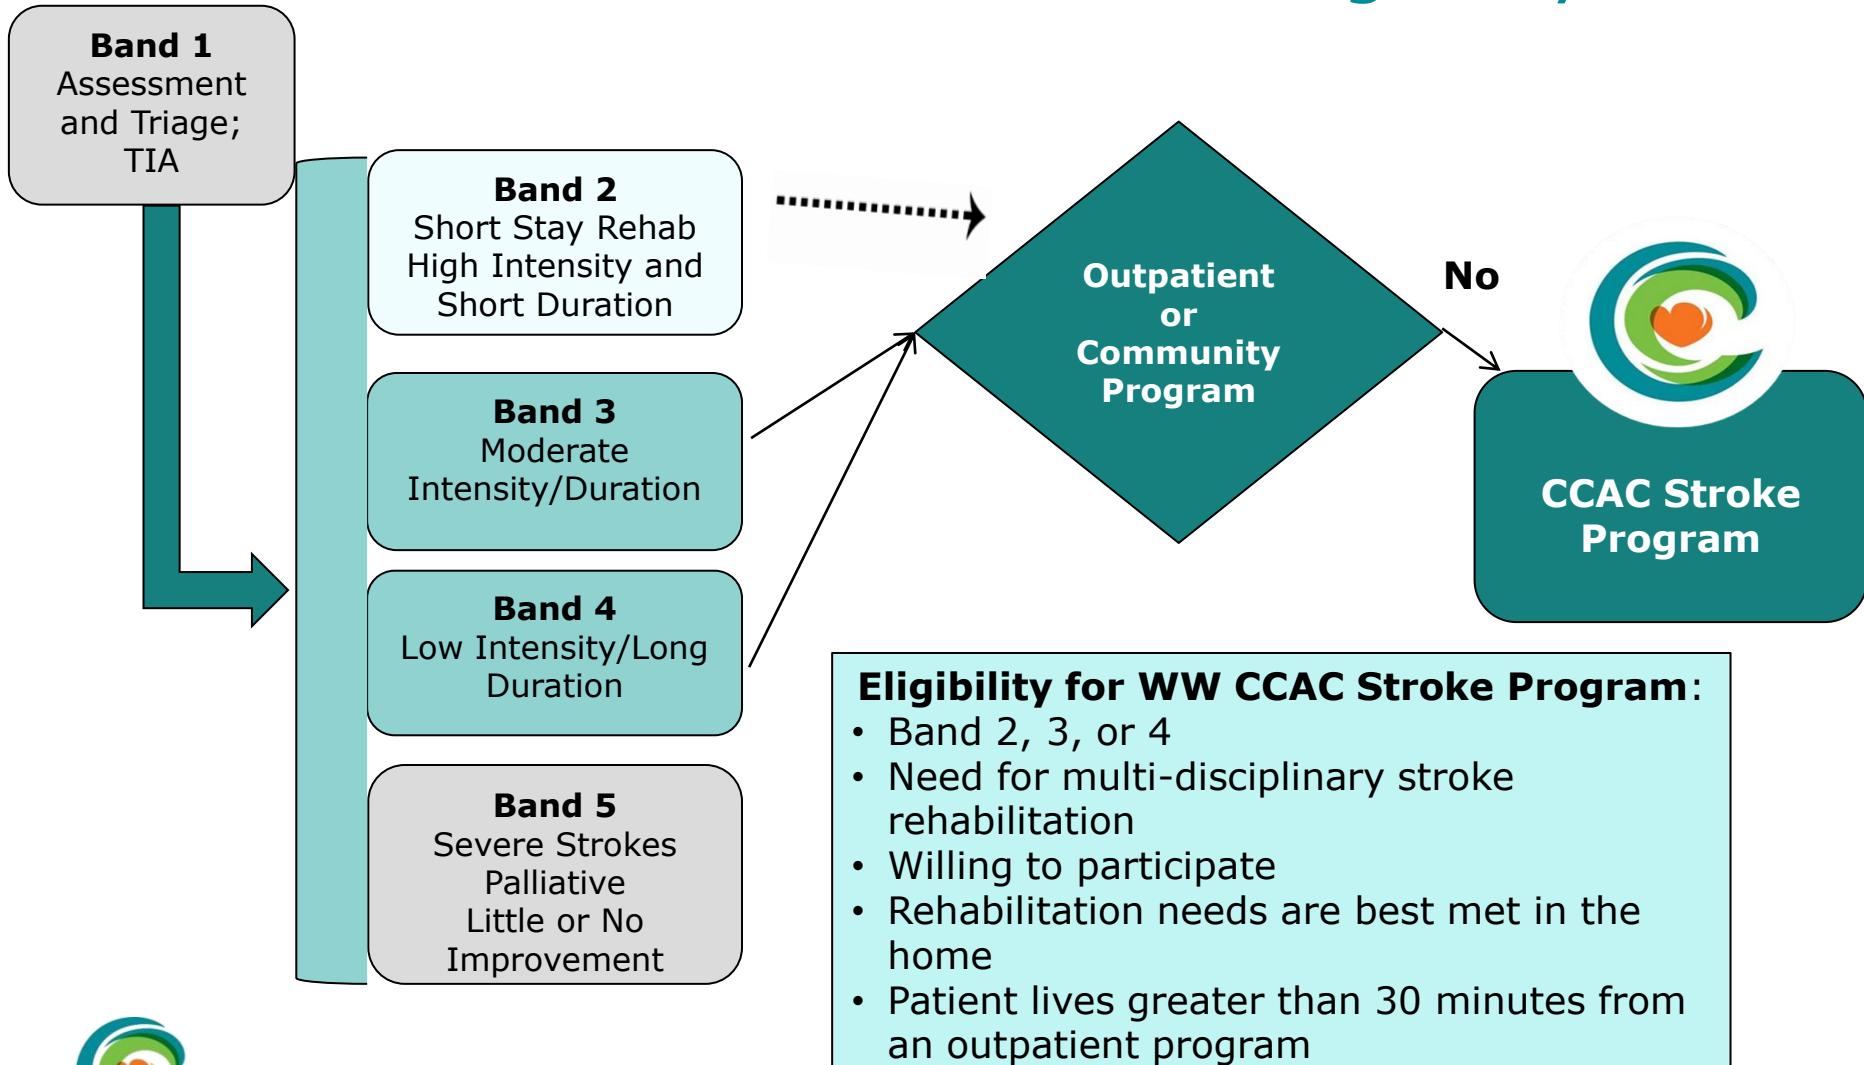 Band 1
Assessment
and Triage;
TIA
Band 2
Short Stay Rehab
High Intensity and
Short Duration
Band 3
Moderate
Intensity/Duration
Band 4
Low Intensity/Long
Duration
Band 5
Severe Strokes
Palliative
Little or No
Improvement
Outpatient
or
Community
Program
No
CCAC Stroke
Program
Eligibility for WW CCAC Stroke Program:
• Band 2, 3, or 4
• Need for multi-disciplinary stroke
rehabilitation
• Willing to participate
• Rehabilitation needs are best met in the
home
• Patient lives greater than 30 minutes from
an outpatient program